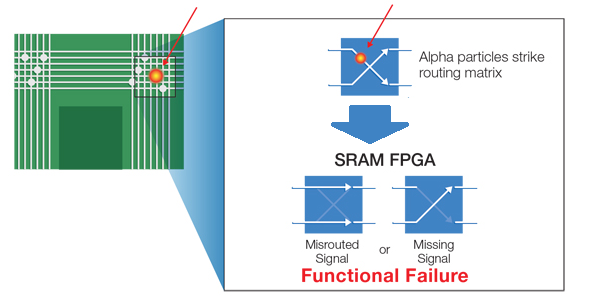 Alpha particles strike
routing matrix
SRAM FPGA
Misrouted
Signal
or
Missing
Signal
Functional Failure